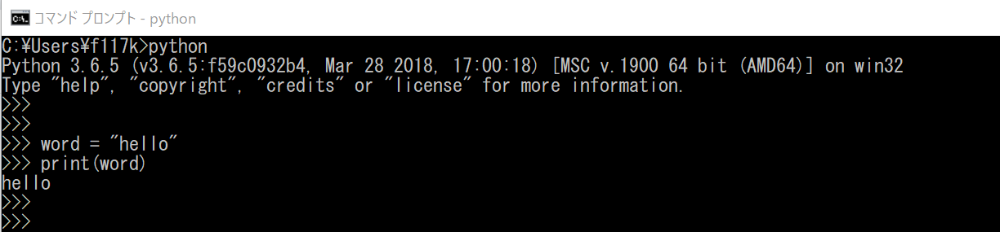 コマンド プロンプト - python
C:¥Users¥f117k>python
Python 3.6.5 (v3.6.5:f59c0932b4, Mar 28 2018, 17:00:18) [MSC v.1900 64 bit (AMD64)] on win32
Type "help", "copyright", "credits" or "license" for more information.
>>>
>>>
>>> word = "hello"
>>> print(word)
hello
>>>
>>>